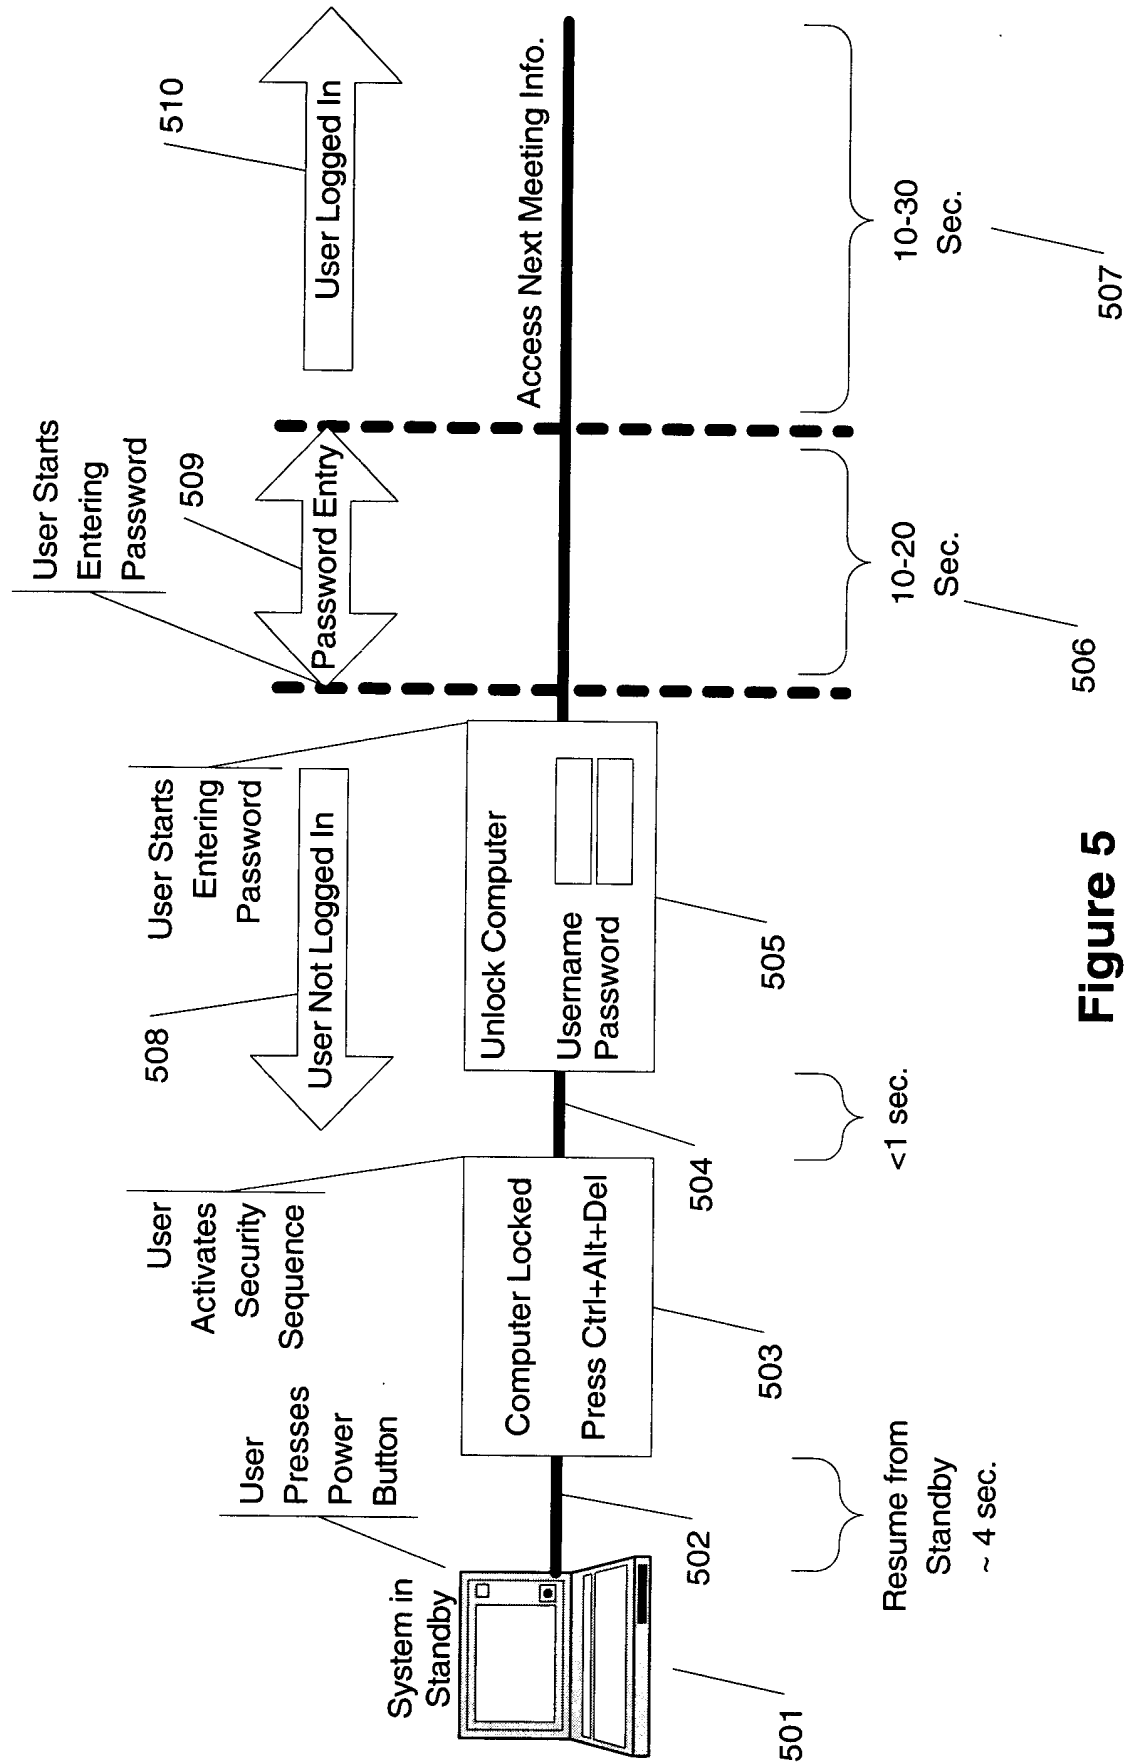 System in
Standby
501
User
Presses
Power
Button
502
Resume from
Standby
~ 4 sec.
User
Activates
Security
Sequence
Computer Locked
Press Ctrl+Alt+Del
503
504
<1 sec.
508
User Not Logged In
User Starts
Entering
Password
Unlock Computer
Username
Password
505
User Starts
Entering
Password
509
Password Entry
10-20
Sec.
506
510
User Logged In
Access Next Meeting Info.
10-30
Sec.
507
Figure 5